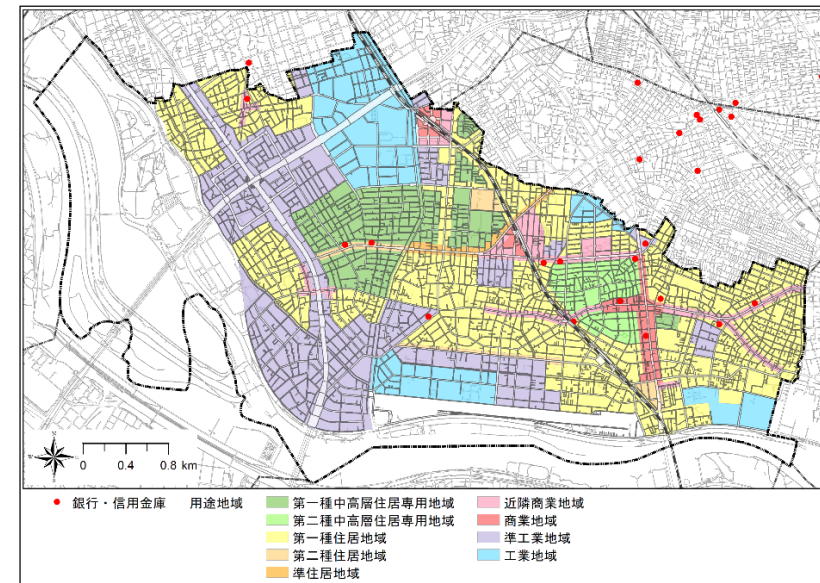 0 0.4 0.8 km
銀行・信用金庫 用途地域 第一種中高層住居専用地域 近隣商業地域
第二種中高層住居専用地域 商業地域
第一種住居地域 準工業地域
第二種住居地域 工業地域
準住居地域